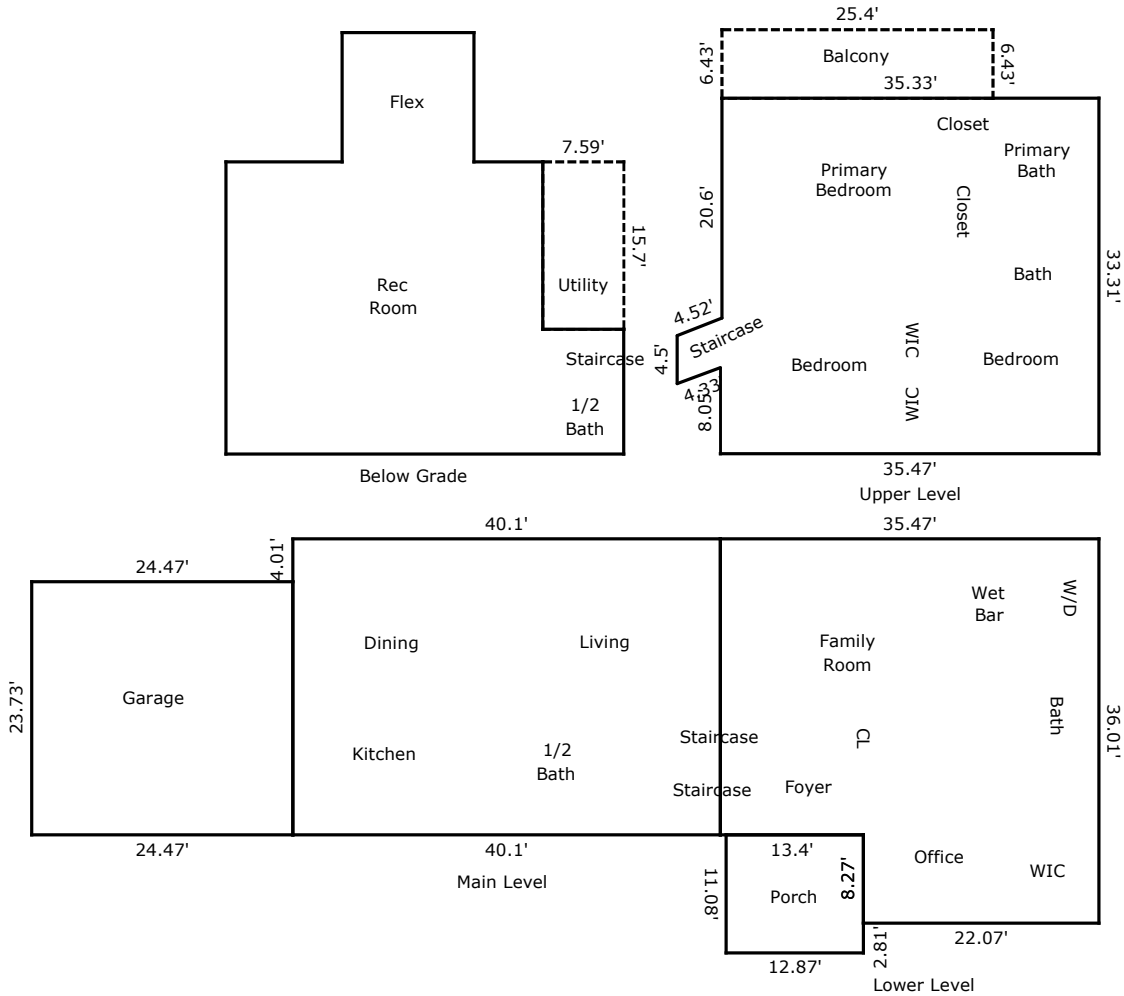 25.4'
6.43'
Balcony
6.43'
35.33'
Flex
Closet
7.59'
Primary
Bath
Primary
Bedroom
20.6'
Closet
15.7'
33.31'
Rec
Room
Utility
Bath
4.52'
Staircase
4.5'
Staircase
WIC
Bedroom
Bedroom
4.33
8.05'
WIC
1/2
Bath
Below Grade
35.47'
Upper Level
40.1'
35.47'
4.01'
24.47'
Wet
Bar
W/D
Dining
Living
Family
Room
23.73'
Garage
Bath
36.01'
Staircase
CL
Kitchen
1/2
Bath
Staircase
Foyer
24.47'
40.1'
13.4'
Main Level
8.27'
Office
WIC
11.08'
Porch
2.81'
22.07'
12.87'
Lower Level